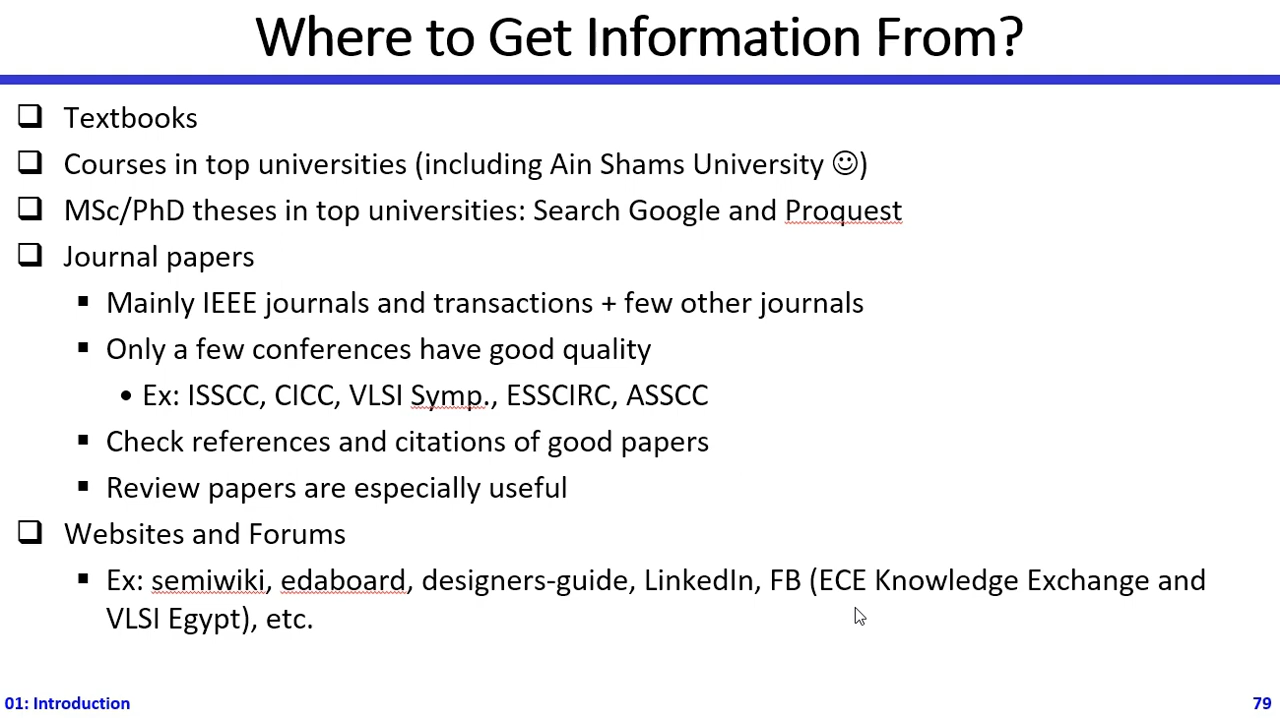 Where to Get Information From?
❑ Textbooks
❑ Courses in top universities (including Ain Shams University ☺)
❑ MSc/PhD theses in top universities: Search Google and Proquest
❑ Journal papers
▪ Mainly IEEE journals and transactions + few other journals
▪ Only a few conferences have good quality
• Ex: ISSCC, CICC, VLSI Symp., ESSCIRC, ASSCC
▪ Check references and citations of good papers
▪ Review papers are especially useful
❑ Websites and Forums
▪ Ex: semiwiki, edaboard, designers-guide, LinkedIn, FB (ECE Knowledge Exchange and
VLSI Egypt), etc.
01: Introduction
79